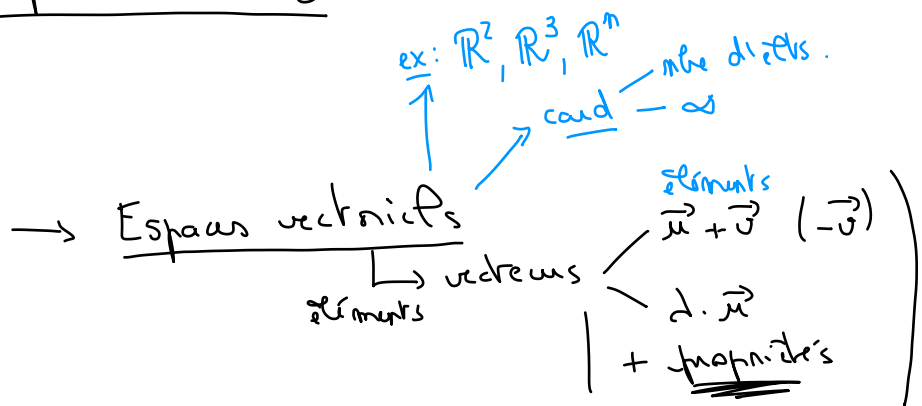 ex: ℝ², ℝ³, ℝⁿ
nbre d'élts.
card — ∞
éléments
→ Espaces vectoriels
u⃗ + v⃗ (-v⃗)
↳ vecteurs
éléments
λ. u⃗
+ propriétés